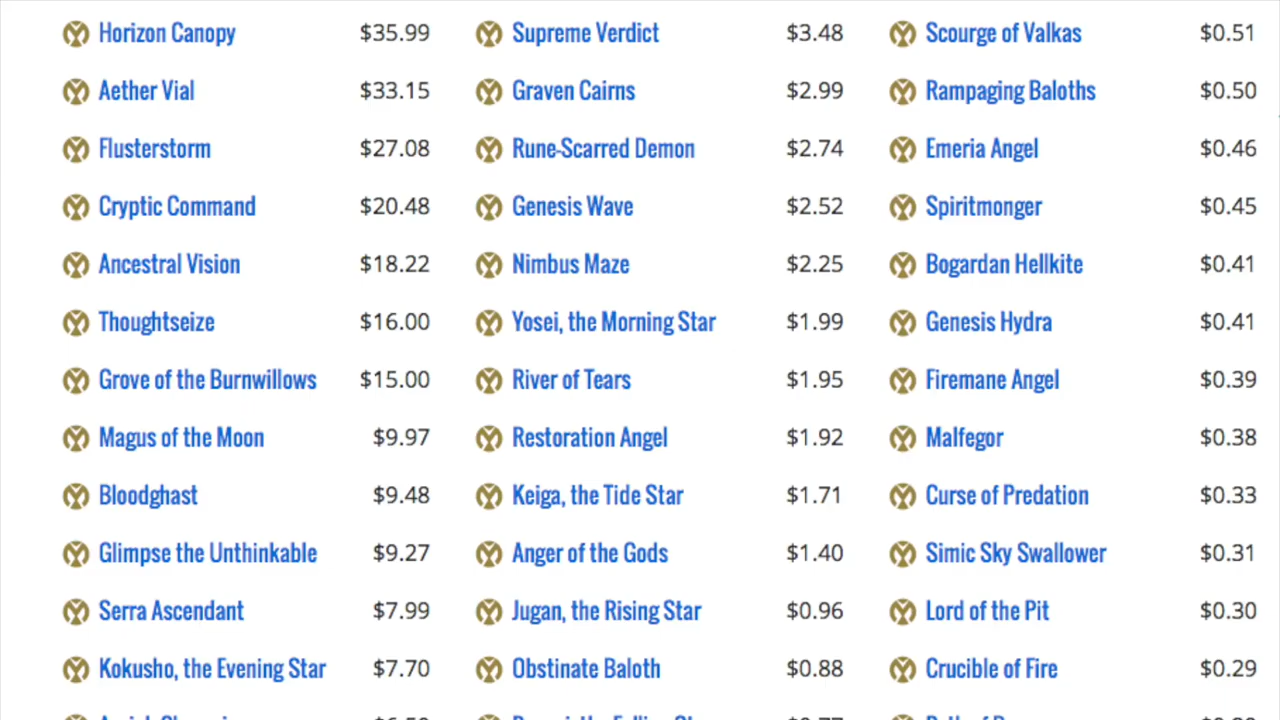 Horizon Canopy $35.99
Aether Vial $33.15
Flusterstorm $27.08
Cryptic Command $20.48
Ancestral Vision $18.22
Thoughtseize $16.00
Grove of the Burnwillows $15.00
Magus of the Moon $9.97
Bloodghast $9.48
Glimpse the Unthinkable $9.27
Serra Ascendant $7.99
Kokusho, the Evening Star $7.70
Supreme Verdict $3.48
Graven Cairns $2.99
Rune-Scarred Demon $2.74
Genesis Wave $2.52
Nimbus Maze $2.25
Yosei, the Morning Star $1.99
River of Tears $1.95
Restoration Angel $1.92
Keiga, the Tide Star $1.71
Anger of the Gods $1.40
Jugan, the Rising Star $0.96
Obstinate Baloth $0.88
Scourge of Valkas $0.51
Rampaging Baloths $0.50
Emeria Angel $0.46
Spiritmonger $0.45
Bogardan Hellkite $0.41
Genesis Hydra $0.41
Firemane Angel $0.39
Malfegor $0.38
Curse of Predation $0.33
Simic Sky Swallower $0.31
Lord of the Pit $0.30
Crucible of Fire $0.29